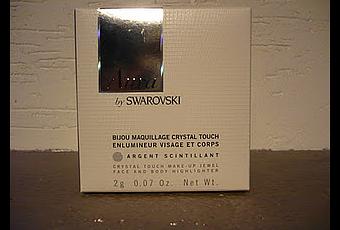 by SWAROVSKI
BIJOU MAQUILLAGE CRYSTAL TOUCH
ENLUMINEUR VISAGE ET CORPS
ARGENT SCINTILLANT
CRYSTAL TOUCH MAKE-UP JEWEL
FACE AND BODY HIGHLIGHTER
2g 0.07 Oz. Net Wt.